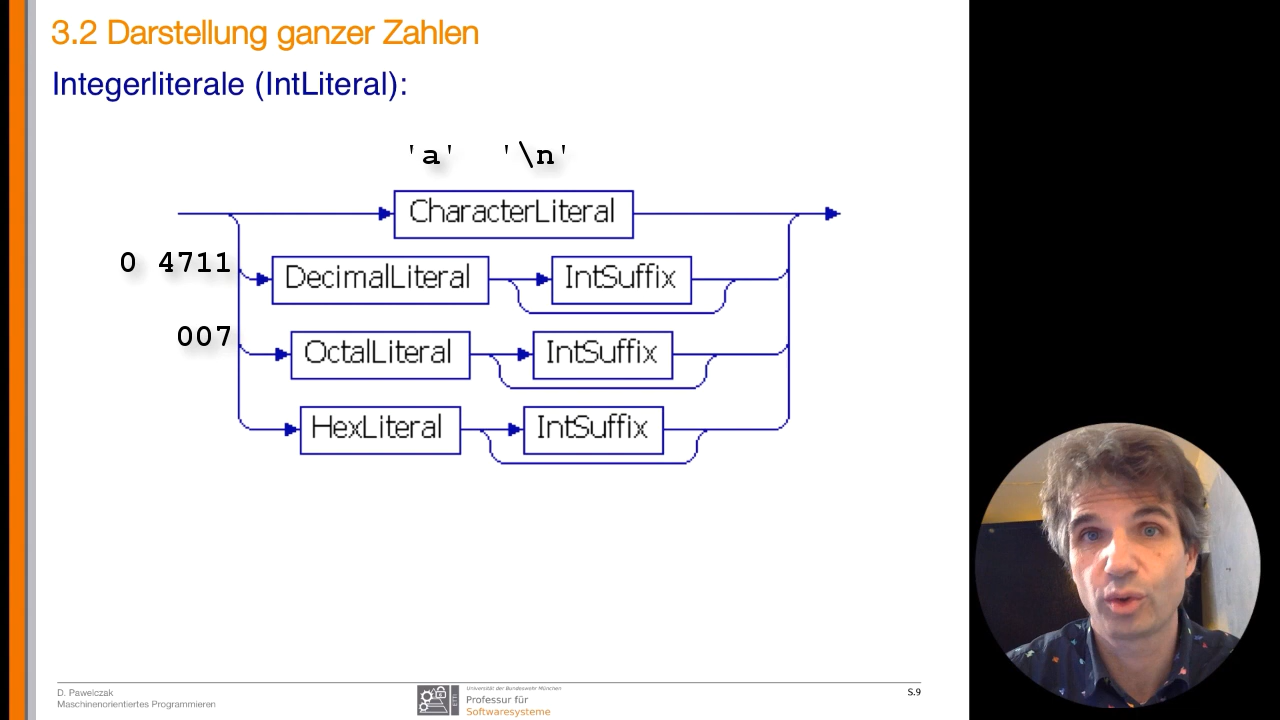 3.2 Darstellung ganzer Zahlen
Integerliterale (IntLiteral):
'a' '\n'
CharacterLiteral
0 4711
DecimalLiteral IntSuffix
007
OctalLiteral IntSuffix
HexLiteral IntSuffix
D. Pawelczak
Maschinenorientiertes Programmieren
ETTI
Universität der Bundeswehr München
Professur für
Softwaresysteme
S.9